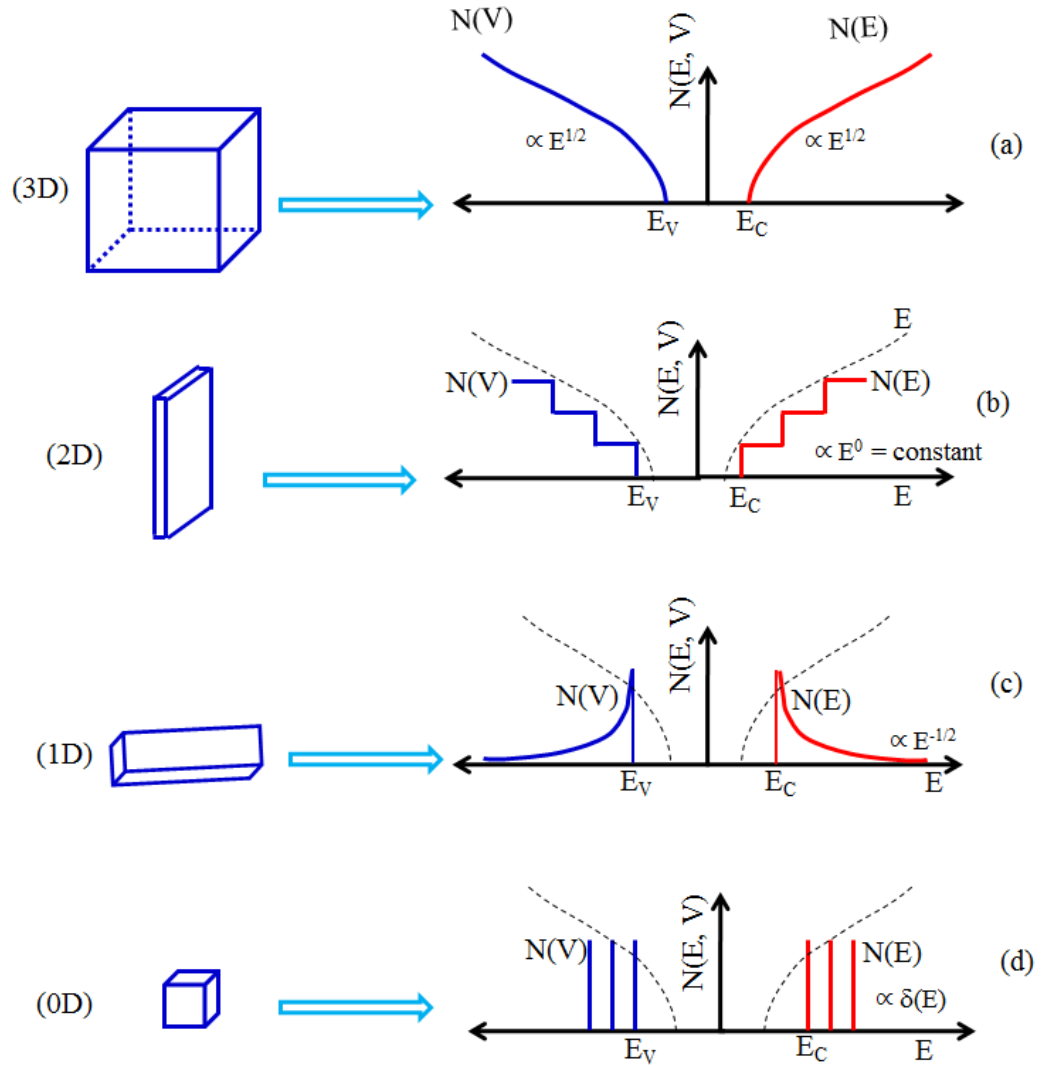 N(V)
N(E, V)
N(E)
∝ E^{1/2}
∝ E^{1/2}
(a)
(3D)
E_V
E_C
N(E, V)
E
N(V)
N(E)
(b)
(2D)
∝ E^0 = constant
E_V
E_C
E
N(E, V)
N(V)
N(E)
(c)
(1D)
∝ E^{-1/2}
E_V
E_C
E
N(E, V)
N(V)
N(E)
(d)
(0D)
∝ δ(E)
E_V
E_C
E